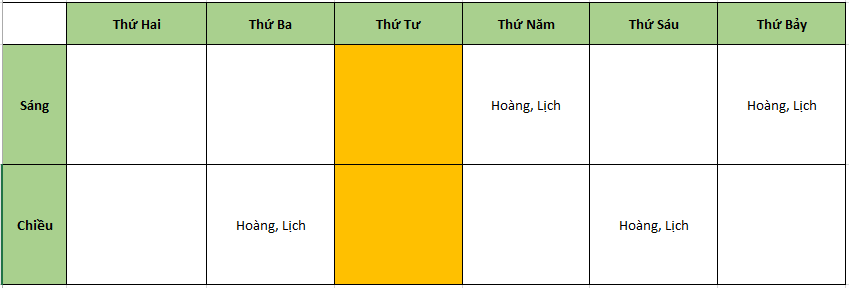 Thứ Hai Thứ Ba Thứ Tư Thứ Năm Thứ Sáu Thứ Bảy
Sáng Hoàng, Lịch Hoàng, Lịch
Chiều Hoàng, Lịch Hoàng, Lịch